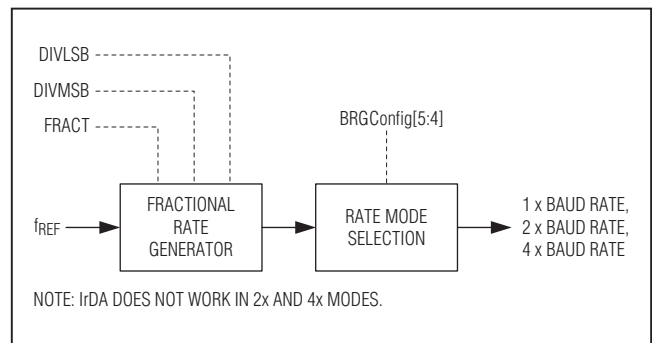 DIVLSB
DIVMSB
FRACT
BRGConfig[5:4]
fREF
FRACTIONAL
RATE
GENERATOR
RATE MODE
SELECTION
1 x BAUD RATE,
2 x BAUD RATE,
4 x BAUD RATE
NOTE: IrDA DOES NOT WORK IN 2x AND 4x MODES.